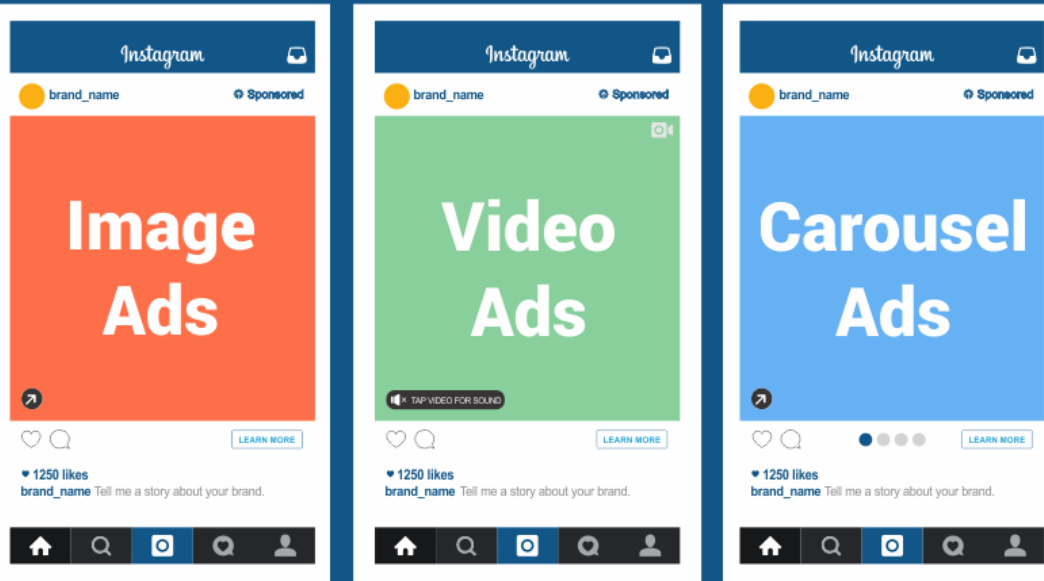 Instagram
brand_name Sponsored
Image
Ads
LEARN MORE
1250 likes
brand_name Tell me a story about your brand.
Instagram
brand_name Sponsored
Video
Ads
TAP VIDEO FOR SOUND
LEARN MORE
1250 likes
brand_name Tell me a story about your brand.
Instagram
brand_name Sponsored
Carousel
Ads
LEARN MORE
1250 likes
brand_name Tell me a story about your brand.